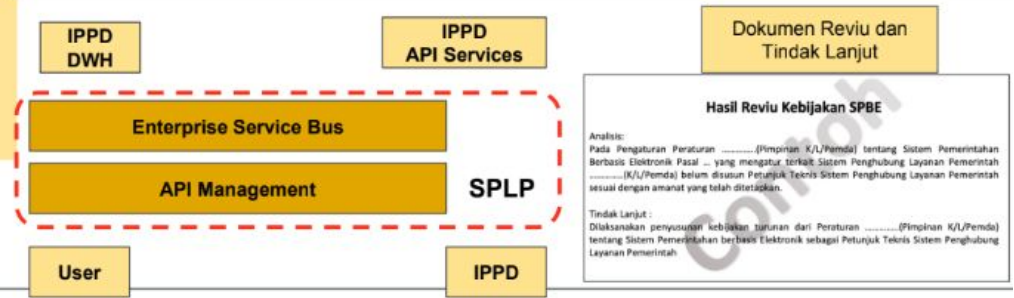 IPPD
DWH
IPPD
API Services
Enterprise Service Bus
API Management
SPLP
User
IPPD
Dokumen Reviu dan
Tindak Lanjut
Hasil Reviu Kebijakan SPBE
Analisis:
Pada Pengaturan Peraturan .............(Pimpinan K/L/Pemda) tentang Sistem Pemerintahan
Berbasis Elektronik Pasal ... yang mengatur terkait Sistem Penghubung Layanan Pemerintah
.............(K/L/Pemda) belum disusun Petunjuk Teknis Sistem Penghubung Layanan Pemerintah
sesuai dengan amanat yang telah ditetapkan.
Tindak Lanjut :
Dilaksanakan penyusunan kebijakan turunan dari Peraturan .............(Pimpinan K/L/Pemda)
tentang Sistem Pemerintahan berbasis Elektronik sebagai Petunjuk Teknis Sistem Penghubung
Layanan Pemerintah
Contoh